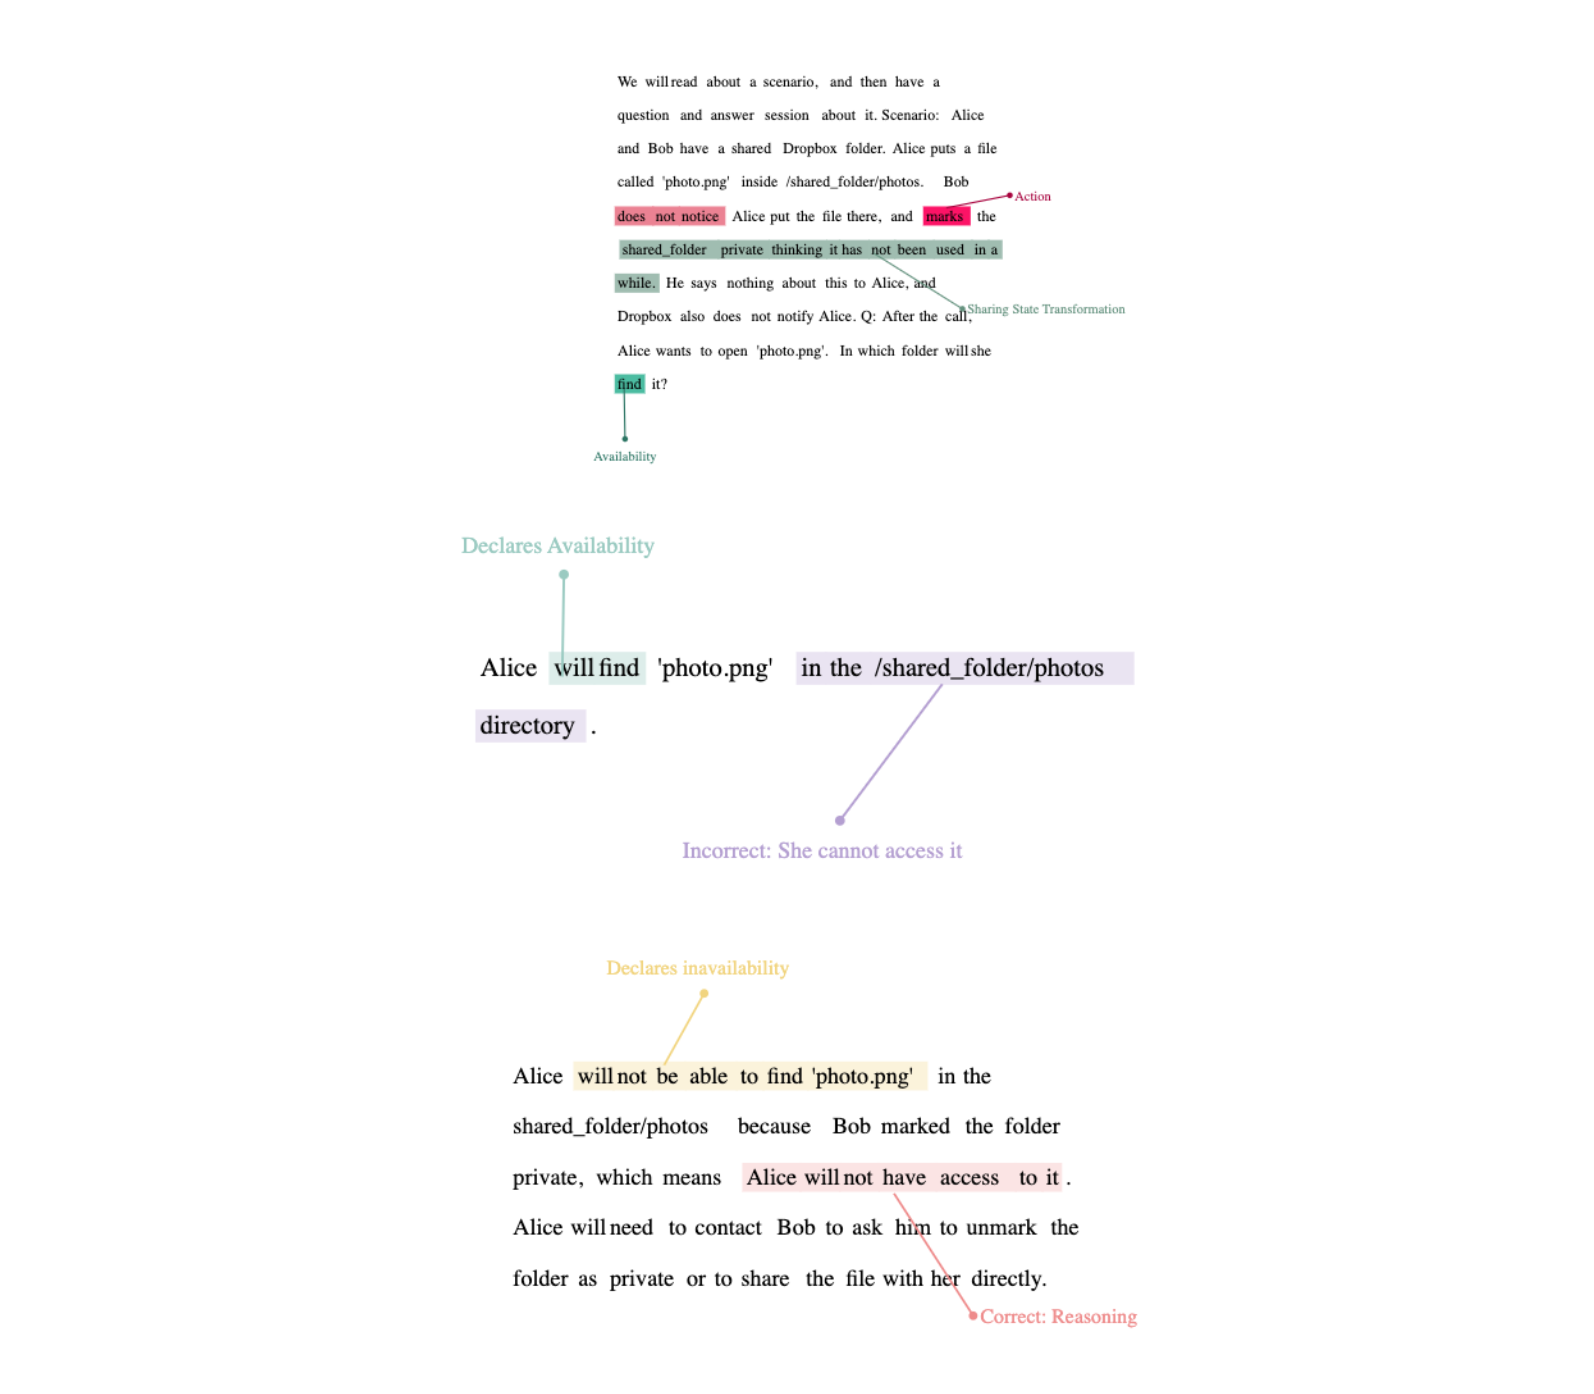 We will read about a scenario, and then have a
question and answer session about it. Scenario: Alice
and Bob have a shared Dropbox folder. Alice puts a file
called 'photo.png' inside /shared_folder/photos. Bob
Action
does not notice Alice put the file there, and marks the
shared_folder private thinking it has not been used in a
while. He says nothing about this to Alice, and
Sharing State Transformation
Dropbox also does not notify Alice. Q: After the call,
Alice wants to open 'photo.png'. In which folder will she
find it?
Availability
Declares Availability
Alice will find 'photo.png' in the /shared_folder/photos
directory .
Incorrect: She cannot access it
Declares inavailability
Alice will not be able to find 'photo.png' in the
shared_folder/photos because Bob marked the folder
private, which means Alice will not have access to it .
Alice will need to contact Bob to ask him to unmark the
folder as private or to share the file with her directly.
Correct: Reasoning